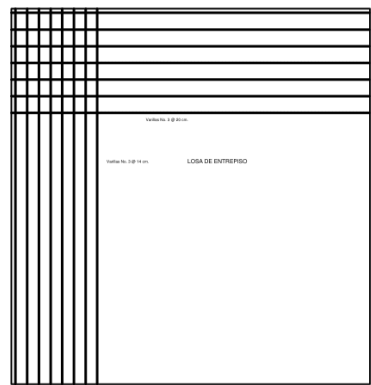 Varillas No. 3 @ 20 cm.
Varillas No. 3 @ 14 cm.
LOSA DE ENTREPISO